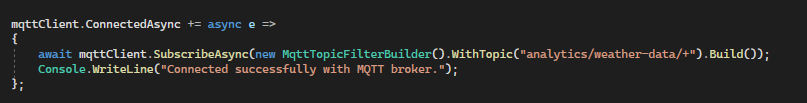 mqttClient.ConnectedAsync += async e =>
{
    await mqttClient.SubscribeAsync(new MqttTopicFilterBuilder().WithTopic("analytics/weather-data/+").Build());
    Console.WriteLine("Connected successfully with MQTT broker.");
};